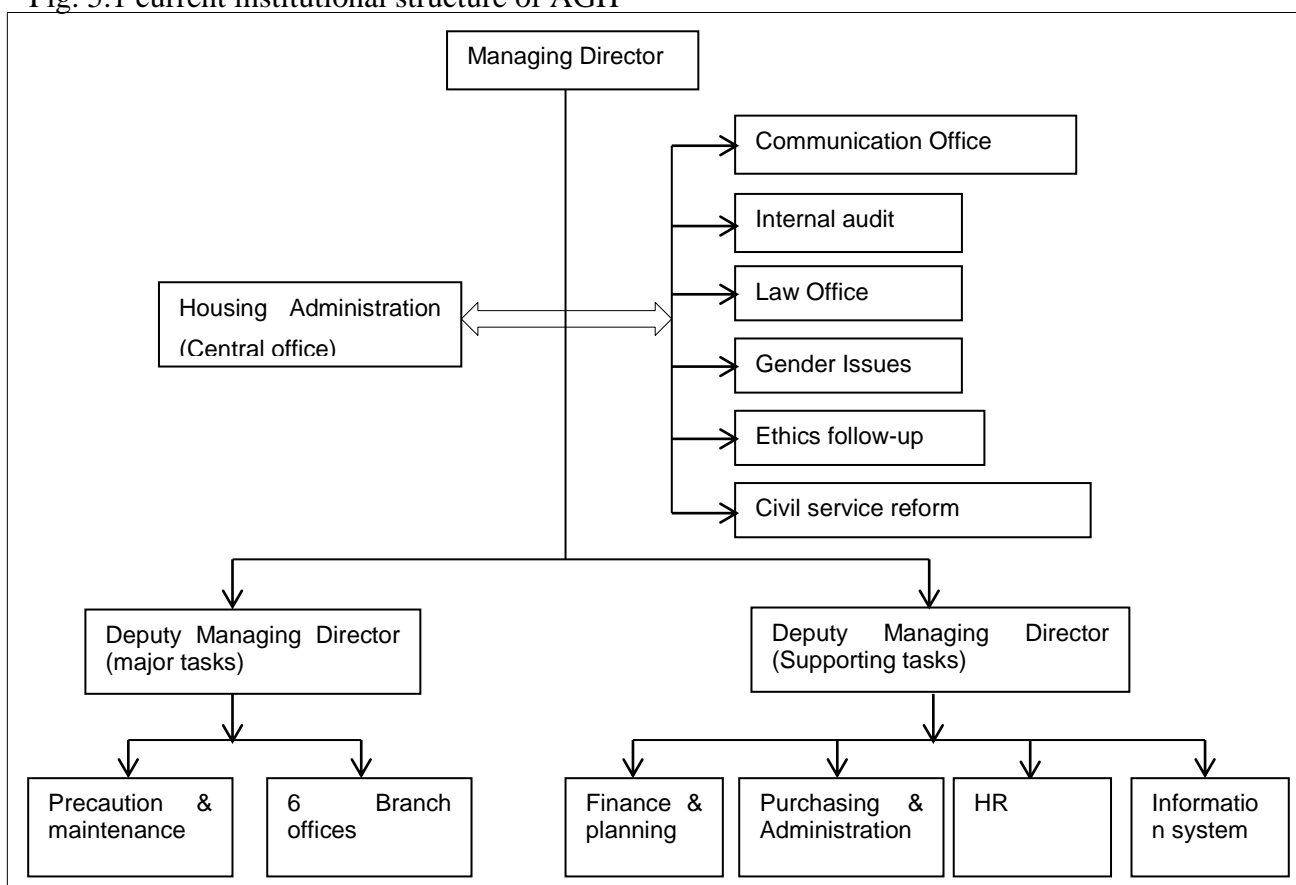 Fig. 3.1 current institutional structure of AGH
Managing Director
Communication Office
Internal audit
Law Office
Housing Administration
(Central office)
Gender Issues
Ethics follow-up
Civil service reform
Deputy Managing Director
(major tasks)
Deputy Managing Director
(Supporting tasks)
Precaution &
maintenance
6 Branch
offices
Finance &
planning
Purchasing &
Administration
HR
Informatio
n system